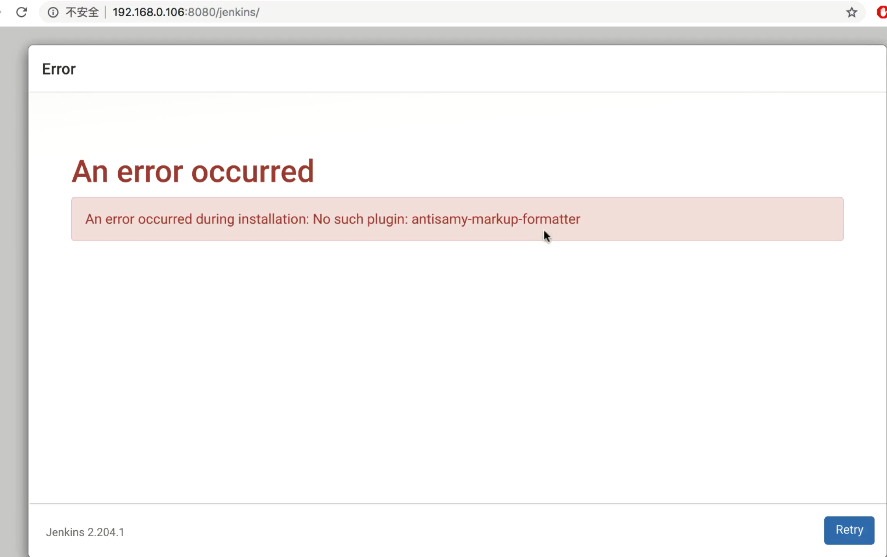 不安全 192.168.0.106:8080/jenkins/
Error
An error occurred
An error occurred during installation: No such plugin: antisamy-markup-formatter
Jenkins 2.204.1
Retry